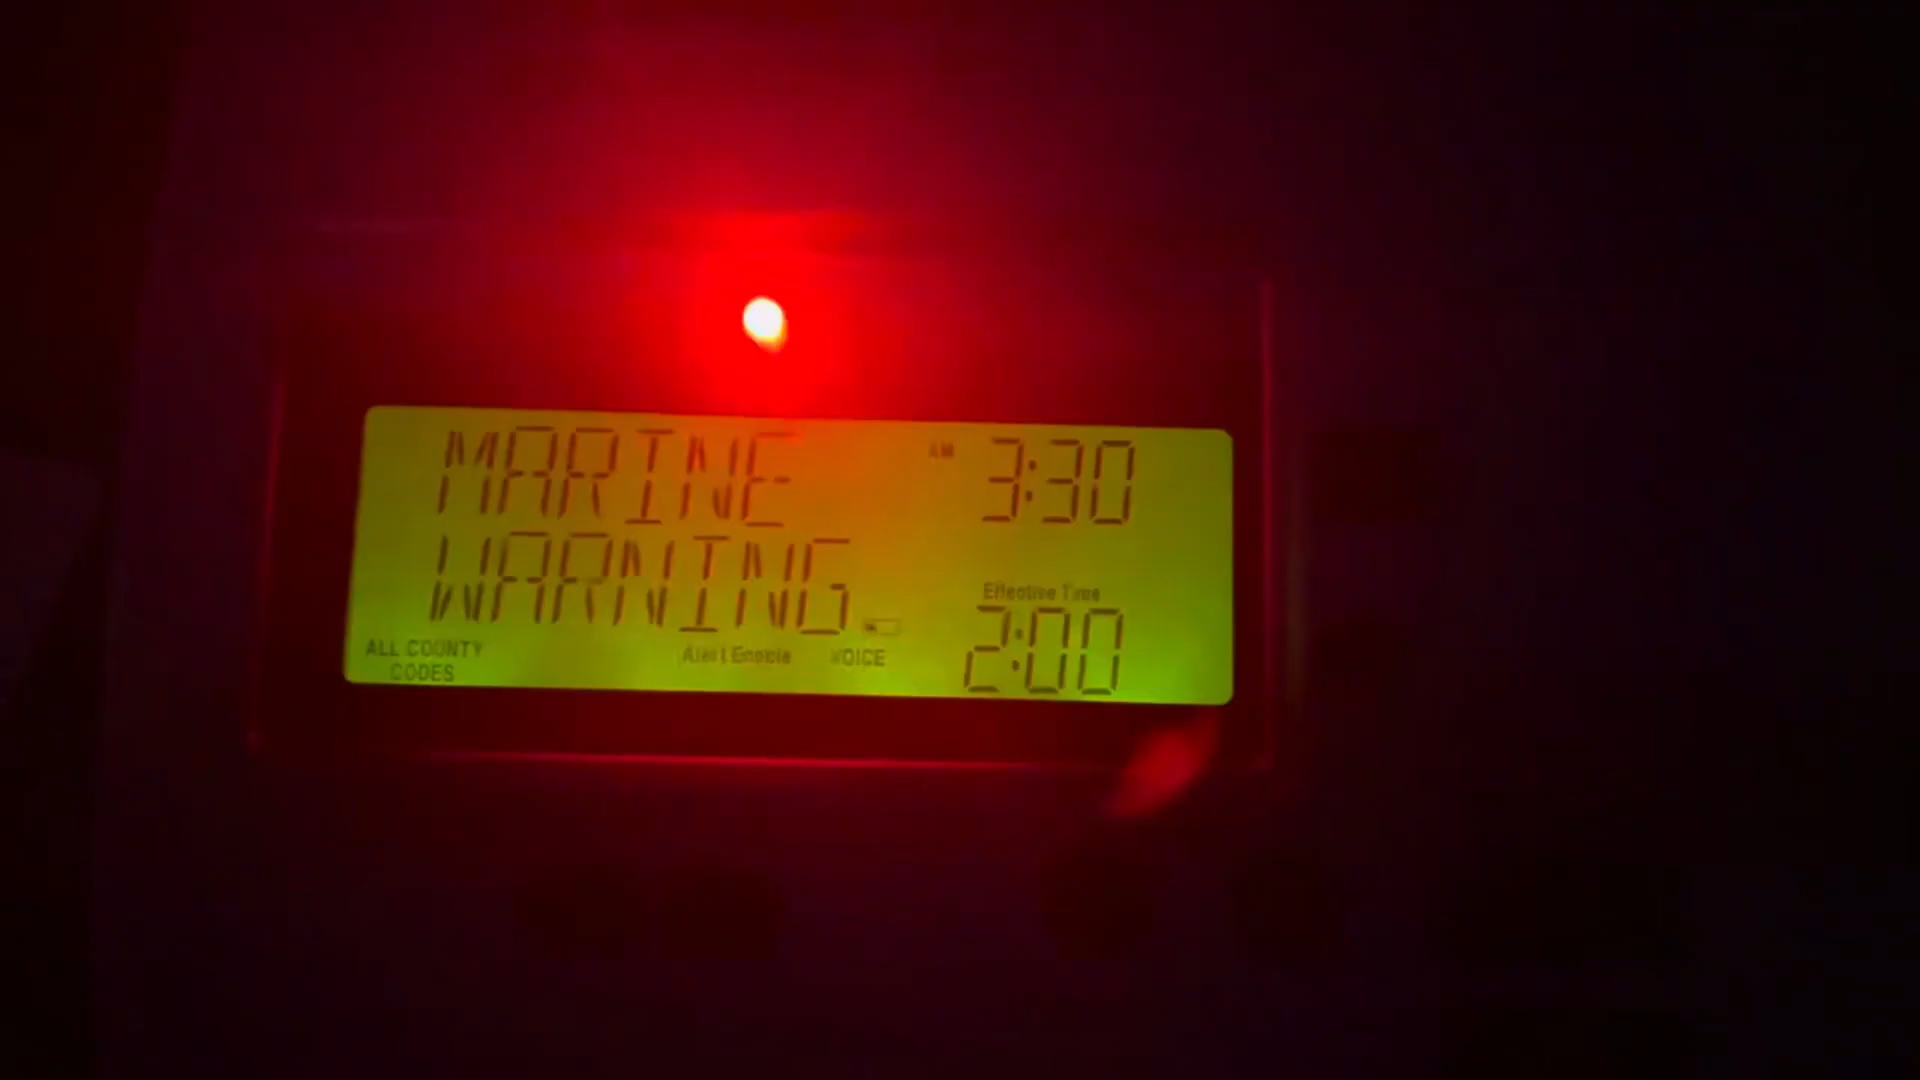 MARINE
AM 3:30
WARNING
Effective Time
2:00
ALL COUNTY
CODES
Alert Enable
VOICE